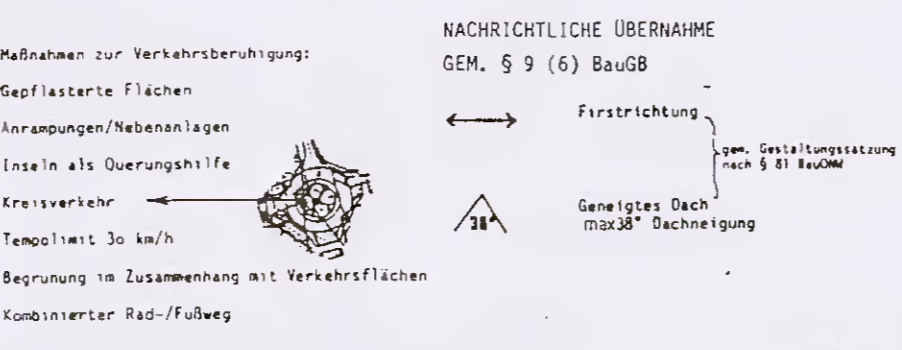 Maßnahmen zur Verkehrsberuhigung:
Gepflasterte Flächen
Anrampungen/Nebenanlagen
Inseln als Querungshilfe
Kreisverkehr
Tempolimit 30 km/h
Begrunung im Zusammenhang mit Verkehrsflächen
Kombinierter Rad-/Fußweg
NACHRICHTLICHE ÜBERNAHME
GEM. § 9 (6) BauGB
Firstrichtung
gem. Gestaltungssatzung
nach § 81 BauONW
38°
Geneigtes Dach
max38° Dachneigung